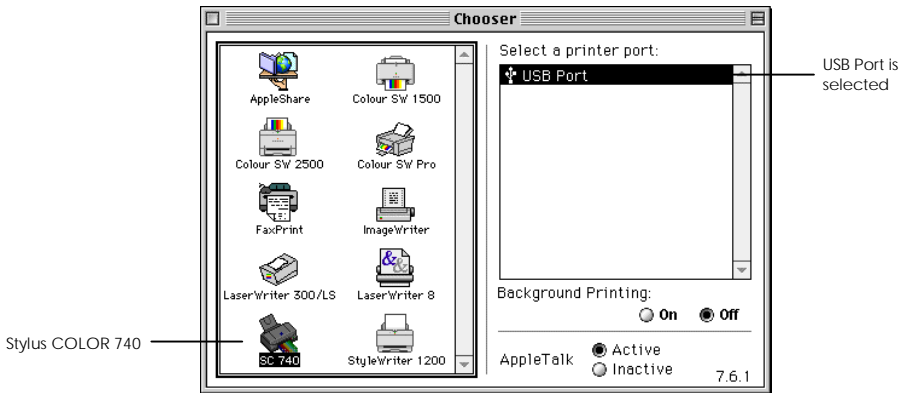 Chooser
AppleShare
Colour SW 1500
Colour SW 2500
Colour SW Pro
FaxPrint
ImageWriter
LaserWriter 300/LS
LaserWriter 8
SC 740
StyleWriter 1200
Select a printer port:
USB Port
Background Printing:
On Off
AppleTalk
Active
Inactive
7.6.1
USB Port is
selected
Stylus COLOR 740